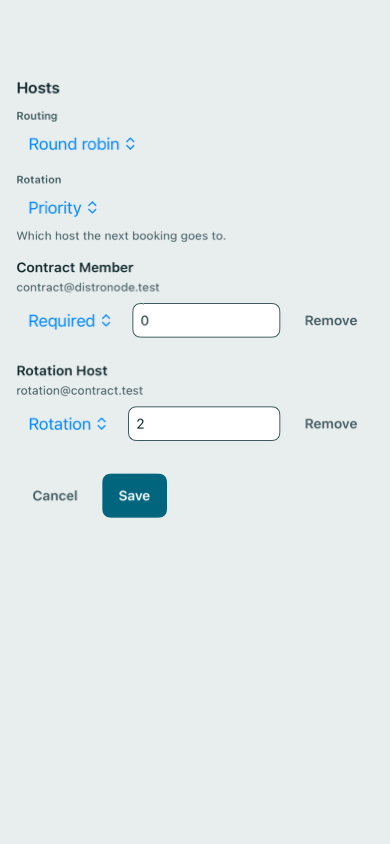 Hosts
Routing
Round robin
Rotation
Priority
Which host the next booking goes to.
Contract Member
contract@distronode.test
Required 0 Remove
Rotation Host
rotation@contract.test
Rotation 2 Remove
Cancel Save